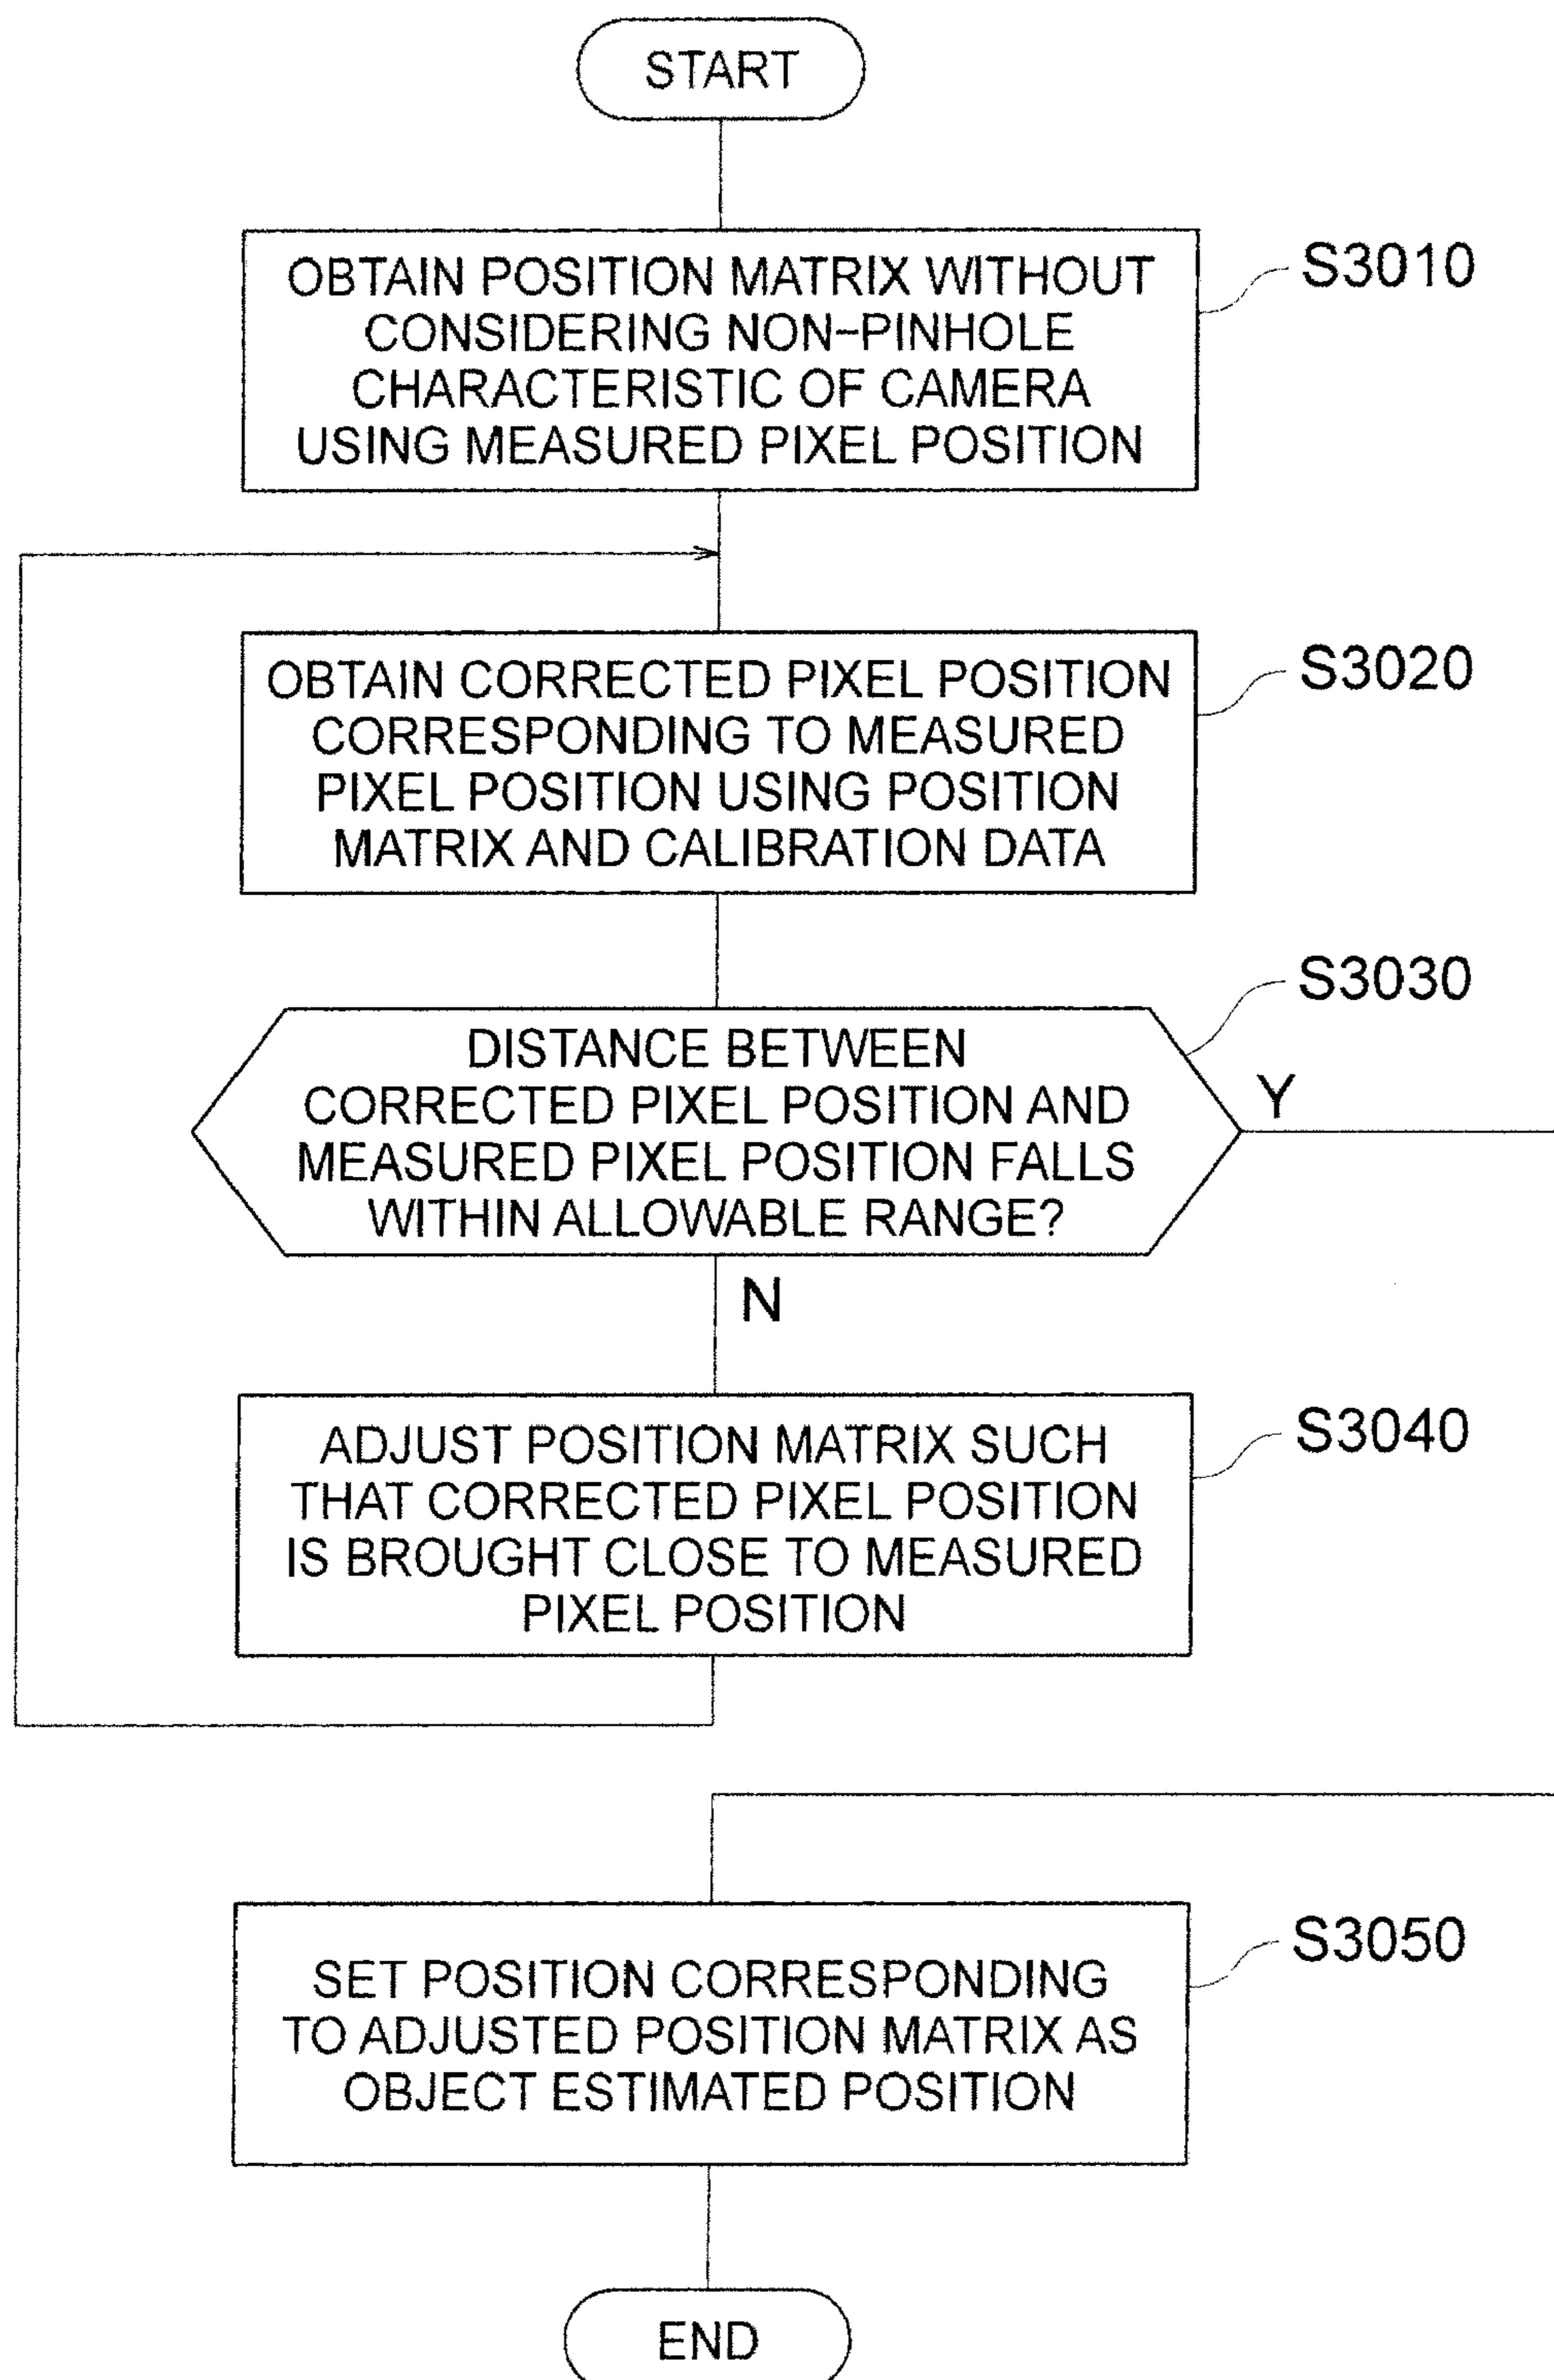 START
OBTAIN POSITION MATRIX WITHOUT
CONSIDERING NON-PINHOLE
CHARACTERISTIC OF CAMERA
USING MEASURED PIXEL POSITION
S3010
OBTAIN CORRECTED PIXEL POSITION
CORRESPONDING TO MEASURED
PIXEL POSITION USING POSITION
MATRIX AND CALIBRATION DATA
S3020
DISTANCE BETWEEN
CORRECTED PIXEL POSITION AND
MEASURED PIXEL POSITION FALLS
WITHIN ALLOWABLE RANGE?
S3030
Y
N
ADJUST POSITION MATRIX SUCH
THAT CORRECTED PIXEL POSITION
IS BROUGHT CLOSE TO MEASURED
PIXEL POSITION
S3040
SET POSITION CORRESPONDING
TO ADJUSTED POSITION MATRIX AS
OBJECT ESTIMATED POSITION
S3050
END